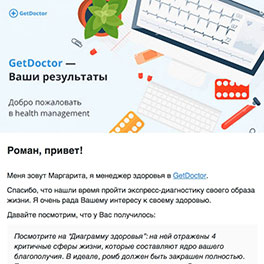 GetDoctor
GetDoctor —
Ваши результаты
Добро пожаловать
в health management
Роман, привет!
Меня зовут Маргарита, я менеджер здоровья в GetDoctor.
Спасибо, что нашли время пройти экспресс-диагностику своего образа
жизни. Я очень рада Вашему интересу к своему здоровью.
Давайте посмотрим, что у Вас получилось:
Посмотрите на "Диаграмму здоровья": на ней отражены 4
критичные сферы жизни, которые составляют ядро вашего
благополучия. В идеале, ромб должен быть закрашен полностью.